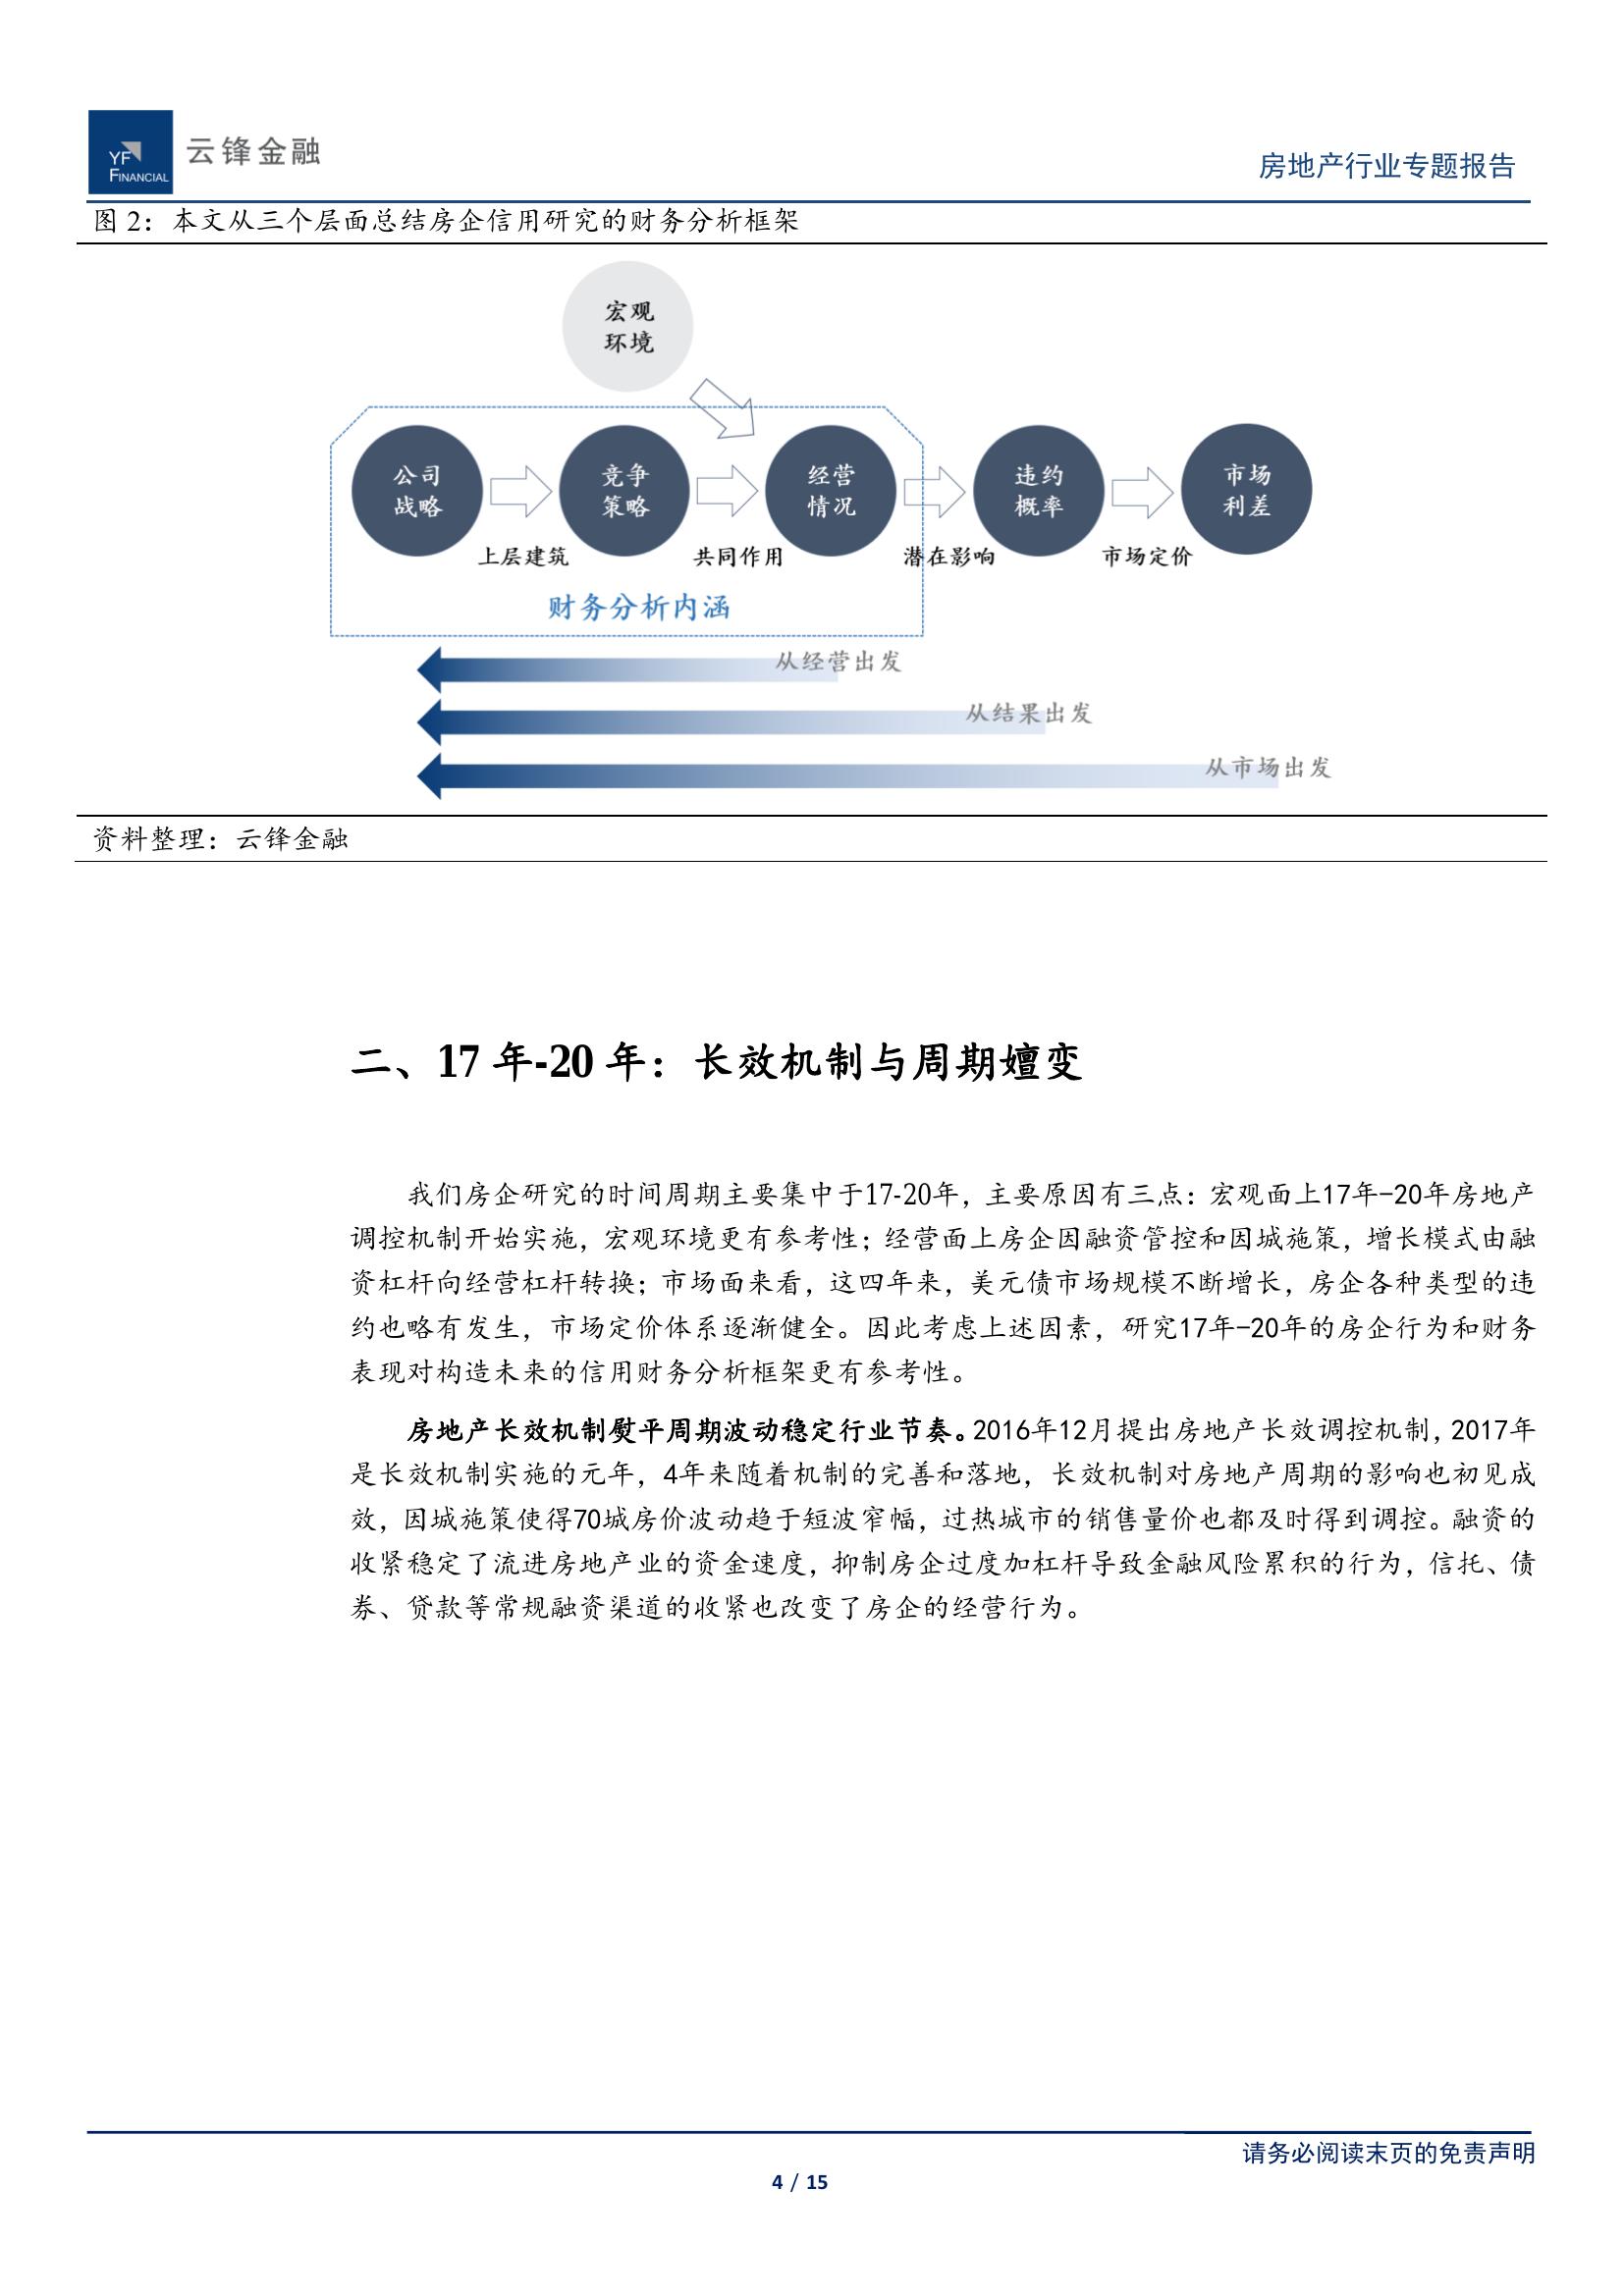 YF
FINANCIAL
云锋金融
房地产行业专题报告
图 2：本文从三个层面总结房企信用研究的财务分析框架
宏观
环境
公司
战略
竞争
策略
经营
情况
违约
概率
市场
利差
上层建筑
共同作用
潜在影响
市场定价
财务分析内涵
从经营出发
从结果出发
从市场出发
资料整理：云锋金融
二、17 年-20 年：长效机制与周期嬗变
我们房企研究的时间周期主要集中于17-20年，主要原因有三点：宏观面上17年-20年房地产
调控机制开始实施，宏观环境更有参考性；经营面上房企因融资管控和因城施策，增长模式由融
资杠杆向经营杠杆转换；市场面来看，这四年来，美元债市场规模不断增长，房企各种类型的违
约也略有发生，市场定价体系逐渐健全。因此考虑上述因素，研究17年-20年的房企行为和财务
表现对构造未来的信用财务分析框架更有参考性。
房地产长效机制熨平周期波动稳定行业节奏。2016年12月提出房地产长效调控机制，2017年
是长效机制实施的元年，4年来随着机制的完善和落地，长效机制对房地产周期的影响也初见成
效，因城施策使得70城房价波动趋于短波窄幅，过热城市的销售量价也都及时得到调控。融资的
收紧稳定了流进房地产业的资金速度，抑制房企过度加杠杆导致金融风险累积的行为，信托、债
券、贷款等常规融资渠道的收紧也改变了房企的经营行为。
请务必阅读末页的免责声明
4 / 15